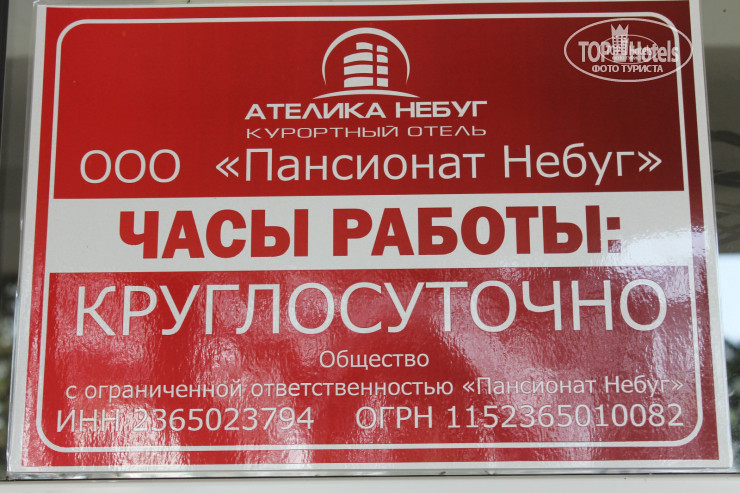 TOP Hotels
ФОТО ТУРИСТА
АТЕЛИКА НЕБУГ
КУРОРТНЫЙ ОТЕЛЬ
ООО «Пансионат Небуг»
ЧАСЫ РАБОТЫ:
КРУГЛОСУТОЧНО
Общество
с ограниченной ответственностью «Пансионат Небуг»
ИНН 2365023794 ОГРН 1152365010082